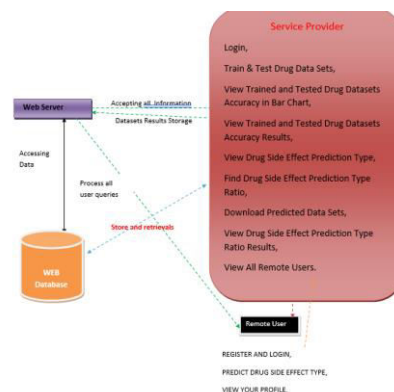 Service Provider
Login,
Train & Test Drug Data Sets,
View Trained and Tested Drug Datasets
Accuracy in Bar Chart,
View Trained and Tested Drug Datasets
Accuracy Results,
View Drug Side Effect Prediction Type,
Find Drug Side Effect Prediction Type
Ratio,
Download Predicted Data Sets,
View Drug Side Effect Prediction Type
Ratio Results,
View All Remote Users.
Web Server
Accepting all Information
Datasets Results Storage
Accessing
Data
Process all
user queries
Store and retrievals
WEB
Database
Remote User
REGISTER AND LOGIN,
PREDICT DRUG SIDE EFFECT TYPE,
VIEW YOUR PROFILE.